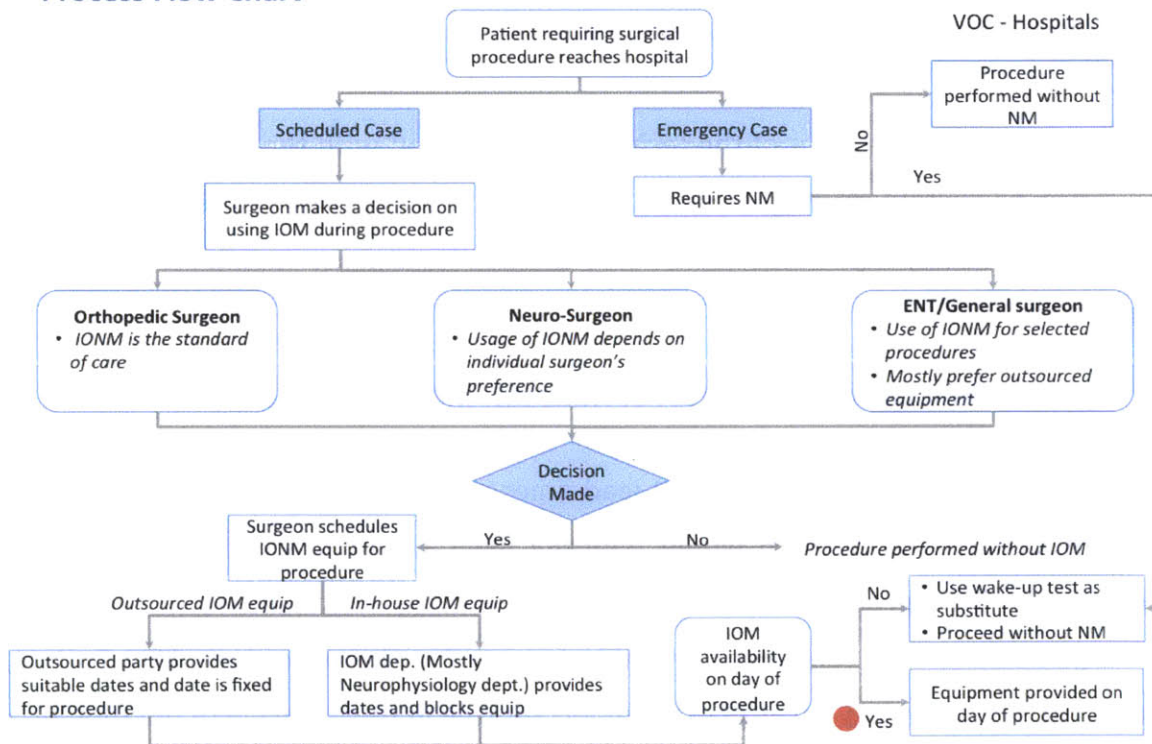 VOC - Hospitals
Patient requiring surgical
procedure reaches hospital
Procedure
performed without
NM
Scheduled Case
Emergency Case
No
Yes
Surgeon makes a decision on
using IOM during procedure
Requires NM
Orthopedic Surgeon
• IONM is the standard
of care
Neuro-Surgeon
• Usage of IONM depends on
individual surgeon's
preference
ENT/General surgeon
• Use of IONM for selected
procedures
• Mostly prefer outsourced
equipment
Decision
Made
Surgeon schedules
IONM equip for
procedure
Yes
No
Procedure performed without IOM
Outsourced IOM equip
In-house IOM equip
Outsourced party provides
suitable dates and date is fixed
for procedure
IOM dep. (Mostly
Neurophysiology dept.) provides
dates and blocks equip
IOM
availability
on day of
procedure
No
• Use wake-up test as
substitute
• Proceed without NM
Yes
Equipment provided on
day of procedure